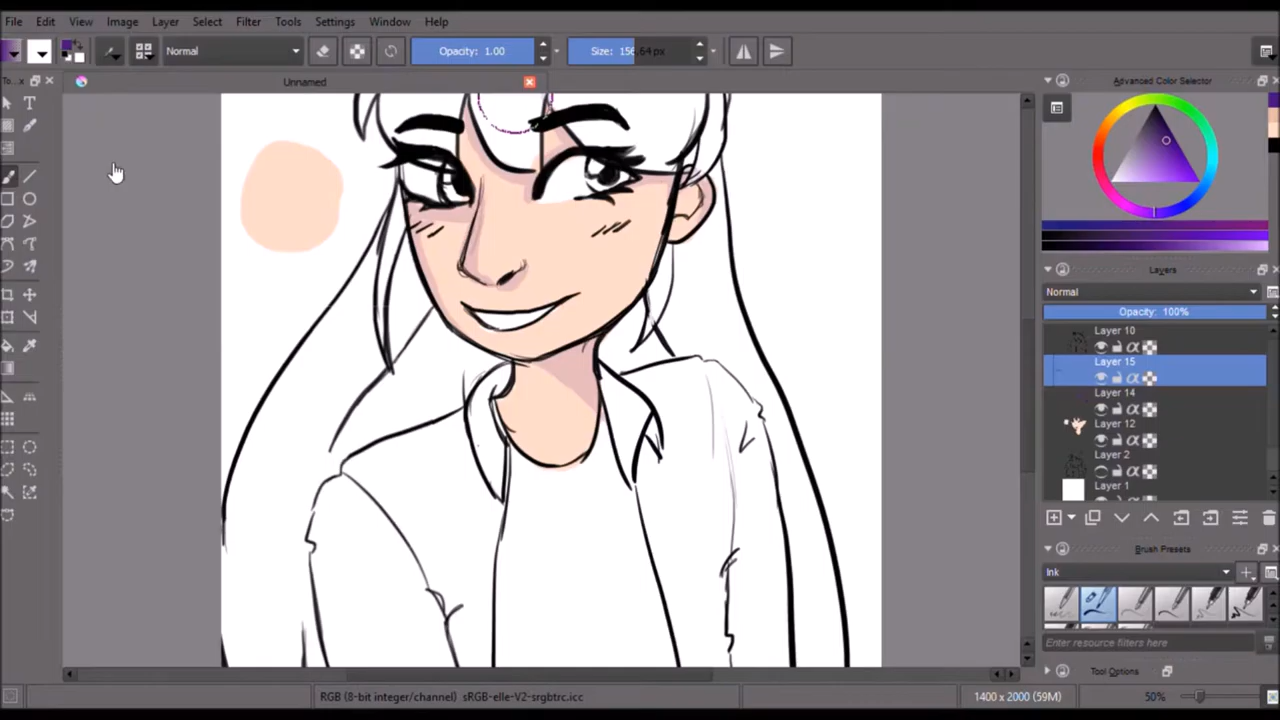 File Edit View Image Layer Select Filter Tools Settings Window Help
Normal Opacity: 1.00 Size: 156.64 px
To...x Unnamed Advanced Color Selector
T
Layers
Normal
Opacity: 100%
Layer 10
Layer 15
Layer 14
Layer 12
Layer 2
Layer 1
Brush Presets
Ink
Enter resource filters here
Tool Options
RGB (8-bit integer/channel) sRGB-elle-V2-srgbtrc.icc 1400 x 2000 (59M) 50%